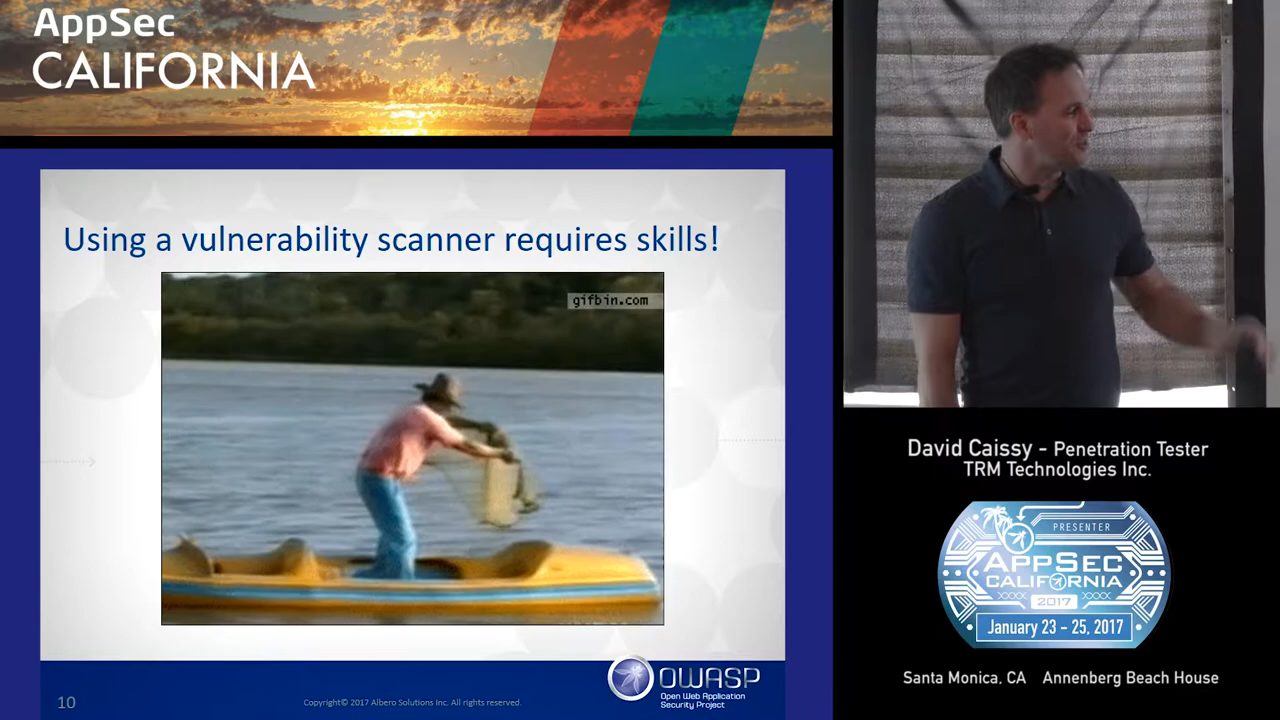 AppSec
CALIFORNIA
Using a vulnerability scanner requires skills!
gifbin.com
10
Copyright© 2017 Albero Solutions Inc. All rights reserved.
OWASP
Open Web Application
Security Project
David Caissy - Penetration Tester
TRM Technologies Inc.
PRESENTER
APPSEC
CALIFORNIA
2017
January 23 - 25, 2017
Santa Monica, CA Annenberg Beach House